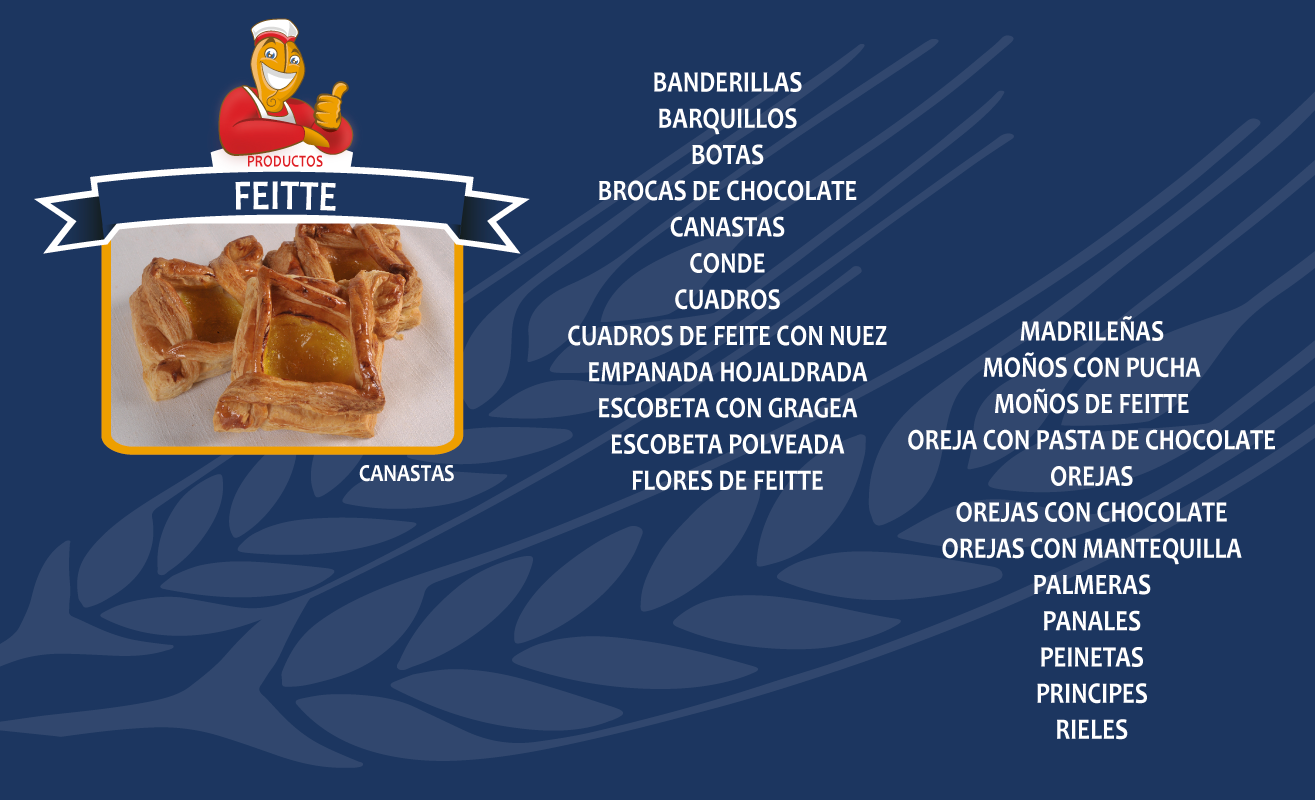 PRODUCTOS
FEITTE
CANASTAS
BANDERILLAS
BARQUILLOS
BOTAS
BROCAS DE CHOCOLATE
CANASTAS
CONDE
CUADROS
CUADROS DE FEITE CON NUEZ
EMPANADA HOJALDRADA
ESCOBETA CON GRAGEA
ESCOBETA POLVEADA
FLORES DE FEITTE
MADRILEÑAS
MOÑOS CON PUCHA
MOÑOS DE FEITTE
OREJA CON PASTA DE CHOCOLATE
OREJAS
OREJAS CON CHOCOLATE
OREJAS CON MANTEQUILLA
PALMERAS
PANALES
PEINETAS
PRINCIPES
RIELES